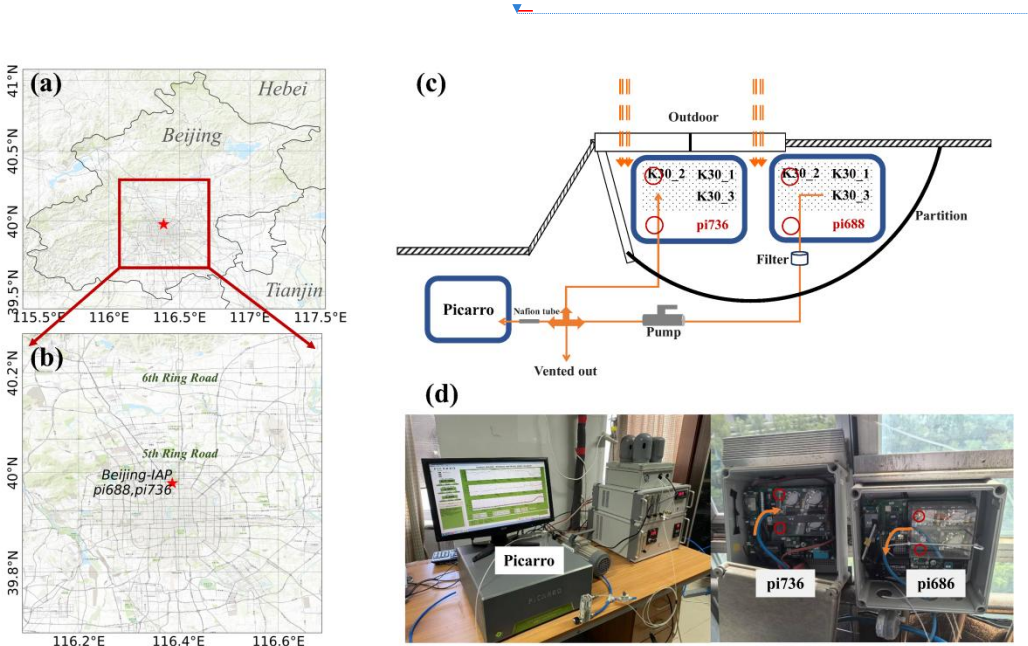 (a)
41°N
40.5°N
40°N
39.5°N
Hebei
Beijing
Tianjin
115.5°E 116°E 116.5°E 117°E 117.5°E
(b)
40.2°N
40°N
39.8°N
6th Ring Road
5th Ring Road
Beijing-IAP
pi688,pi736
116.2°E 116.4°E 116.6°E
(c)
Outdoor
K30_2 K30_1
K30_3
pi736
K30_2 K30_1
K30_3
pi688
Partition
Filter
Picarro
Nafion tube
Pump
Vented out
(d)
Picarro
PICARRO
pi736
pi686